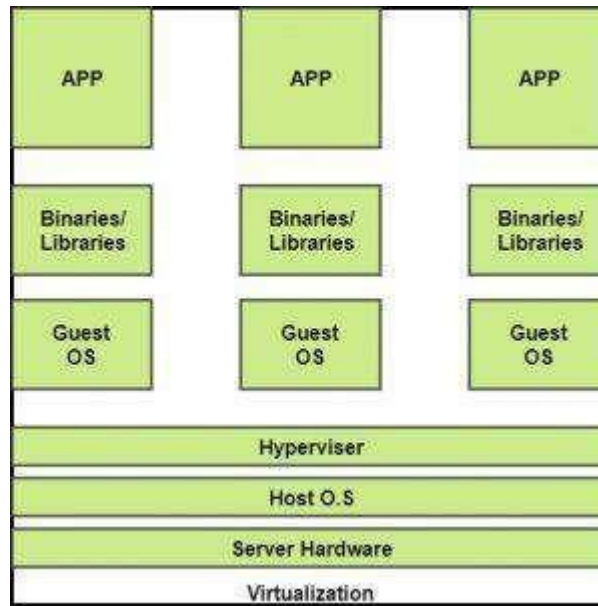 APP APP APP
Binaries/ Binaries/ Binaries/
Libraries Libraries Libraries
Guest Guest Guest
OS OS OS
Hyperviser
Host O.S
Server Hardware
Virtualization